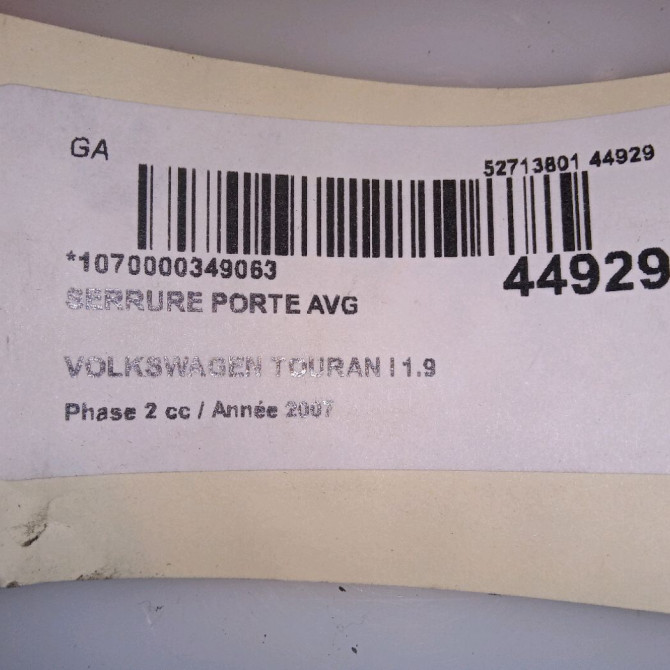 GA
52713801 44929
*1070000349063
44929
SERRURE PORTE AVG
VOLKSWAGEN TOURAN I 1.9
Phase 2 cc / Année 2007